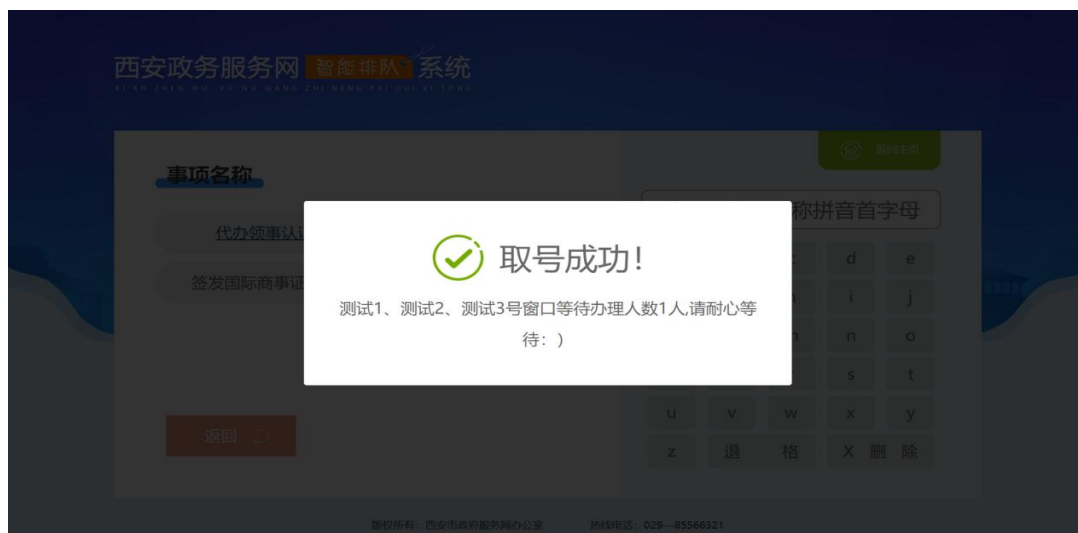 西安政务服务网 智能排队 系统
XI AN ZHEN WU FU WU WANG ZHI NENG PAI DUI XI TONG
返回主页
事项名称
称拼音首字母
代办领事认
d e
签发国际商事证
i j
取号成功！
测试1、测试2、测试3号窗口等待办理人数1人,请耐心等
待：）
n o
s t
u v w x y
返回
z 退 格 X 删 除
版权所有：西安市政府服务网办公室 热线电话：029—85566321